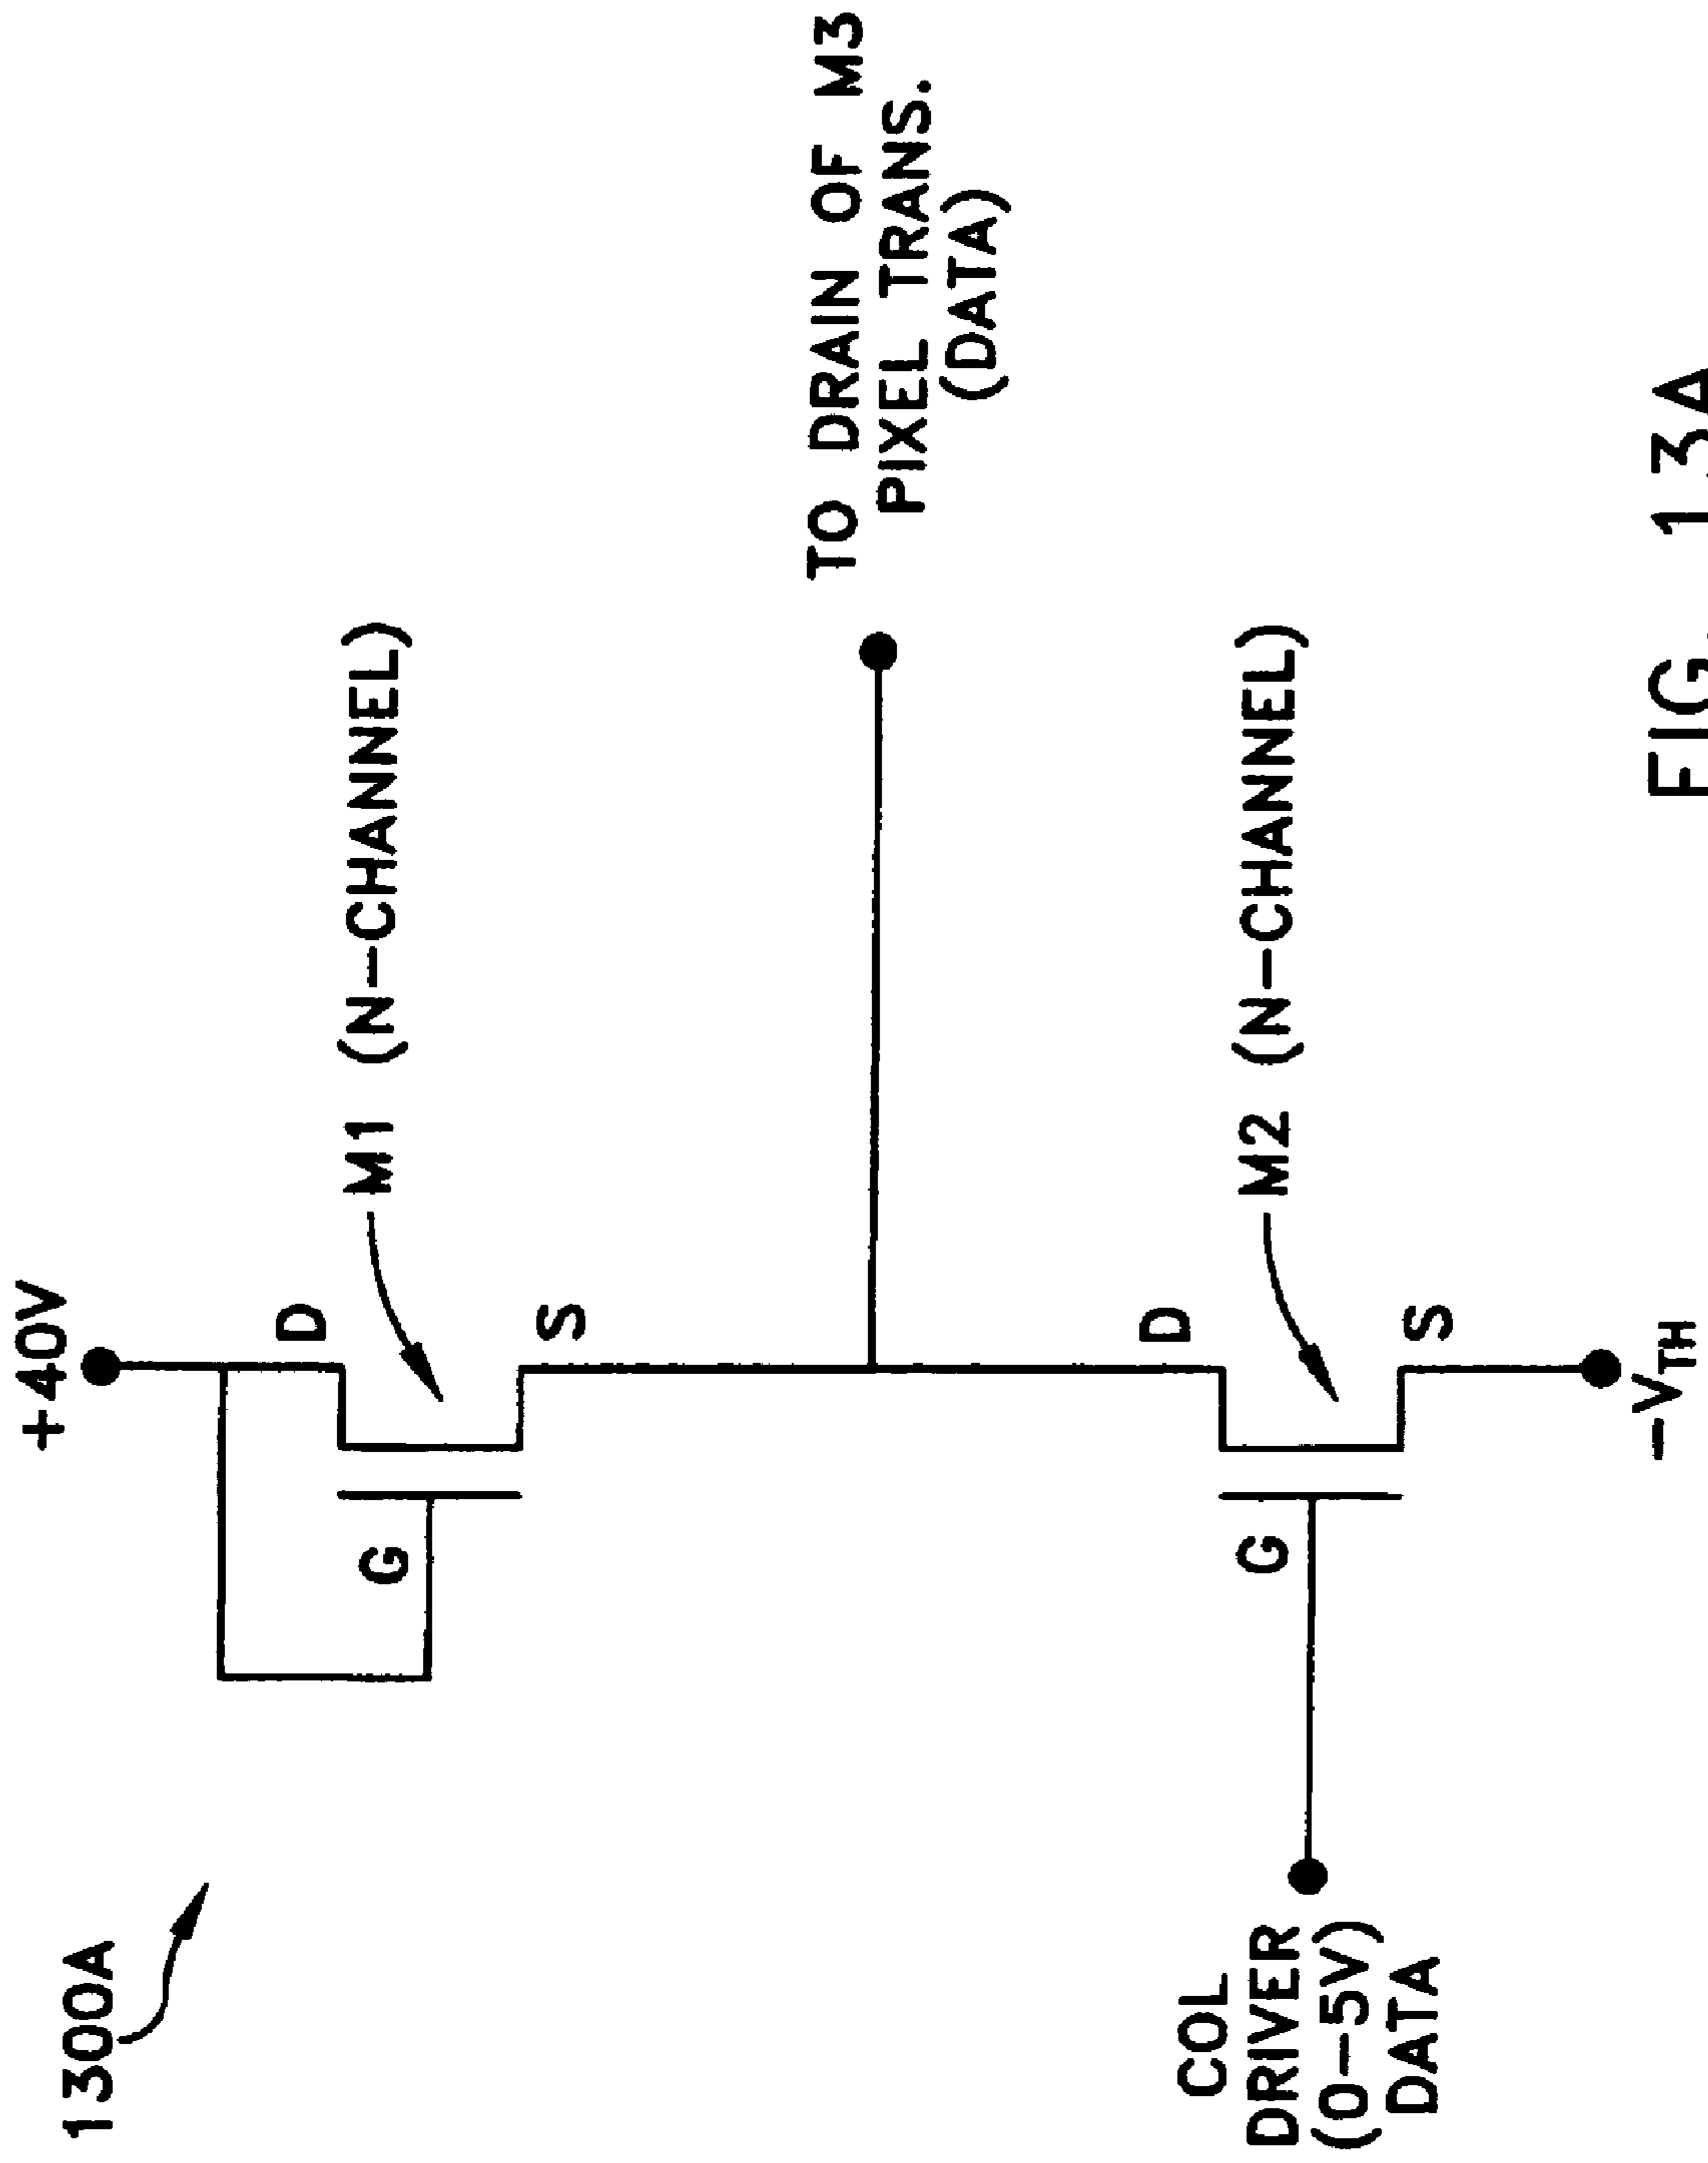 1300A
+40V
D
M1 (N-CHANNEL)
G
S
TO DRAIN OF M3
PIXEL TRANS.
(DATA)
D
M2 (N-CHANNEL)
G
S
COL
DRIVER
(0-5V)
DATA
-VTH
FIG. 13A